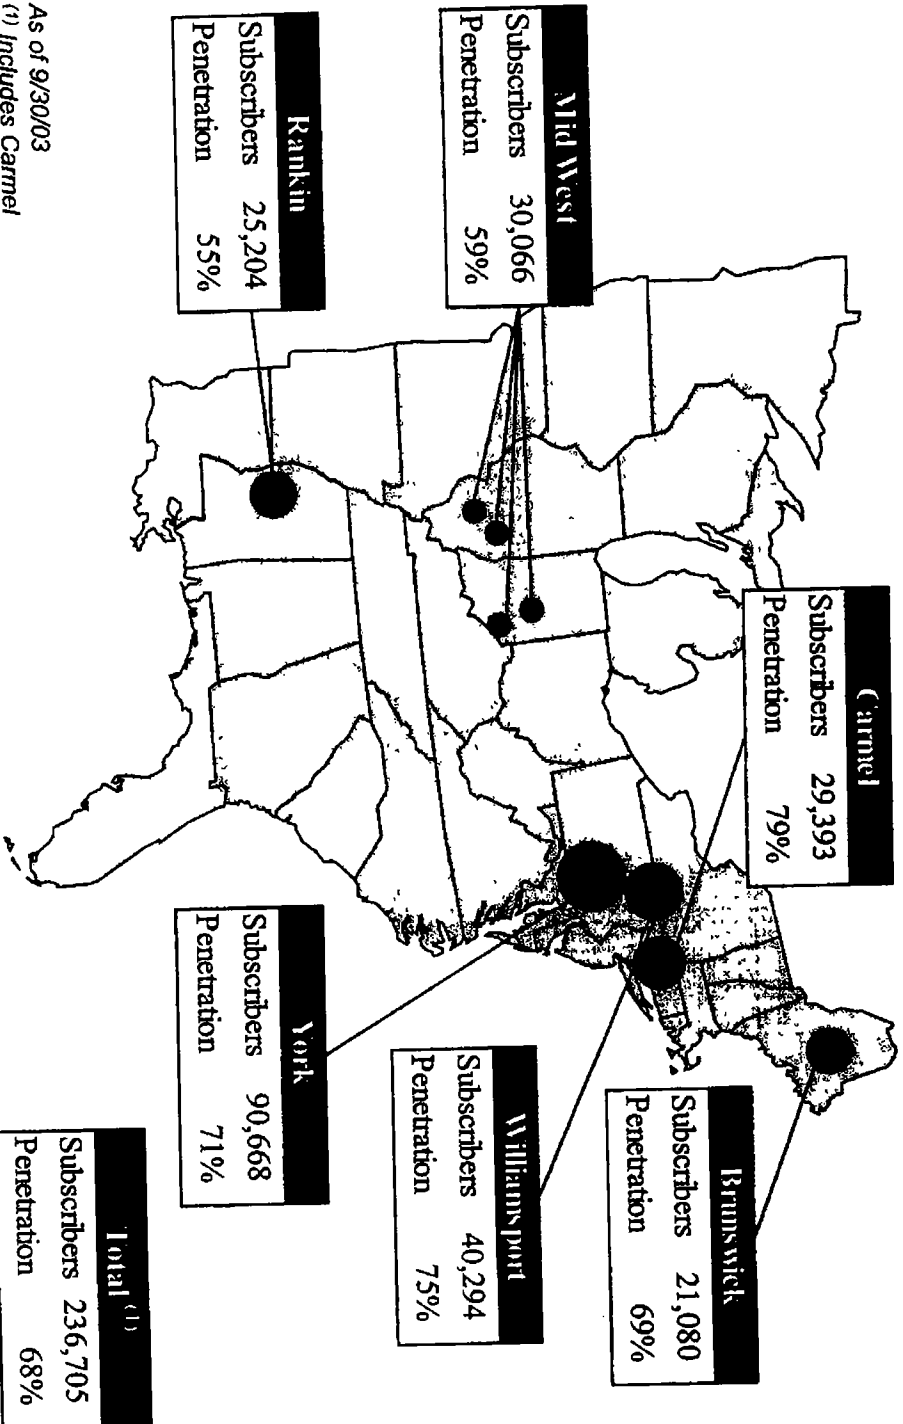 Carmel
Subscribers 29,393
Penetration 79%
Brunswick
Subscribers 21,080
Penetration 69%
Mid West
Subscribers 30,066
Penetration 59%
Williamsport
Subscribers 40,294
Penetration 75%
Rankin
Subscribers 25,204
Penetration 55%
York
Subscribers 90,668
Penetration 71%
Total (1)
Subscribers 236,705
Penetration 68%
As of 9/30/03
(1) Includes Carmel